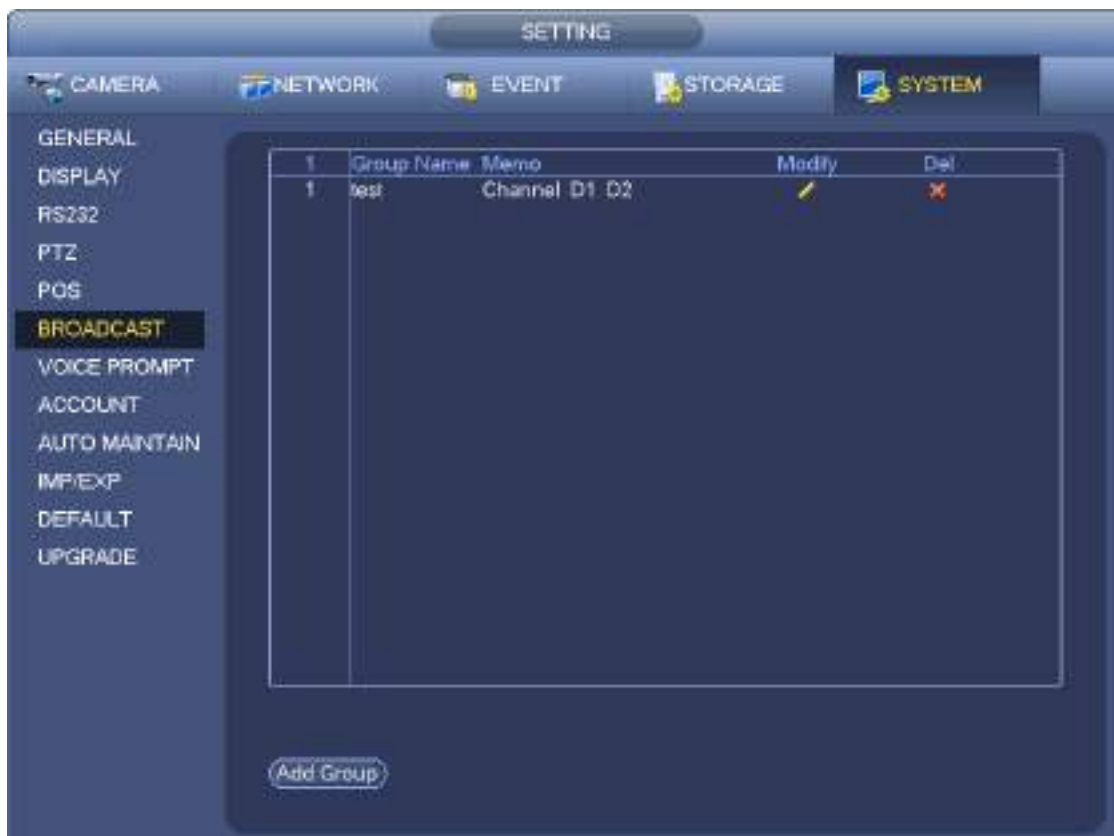 SETTING
CAMERA NETWORK EVENT STORAGE SYSTEM
GENERAL
DISPLAY
RS232
PTZ
POS
BROADCAST
VOICE PROMPT
ACCOUNT
AUTO MAINTAIN
IMP/EXP
DEFAULT
UPGRADE
1 Group Name Memo Modify Del
1 test Channel D1 D2
Add Group